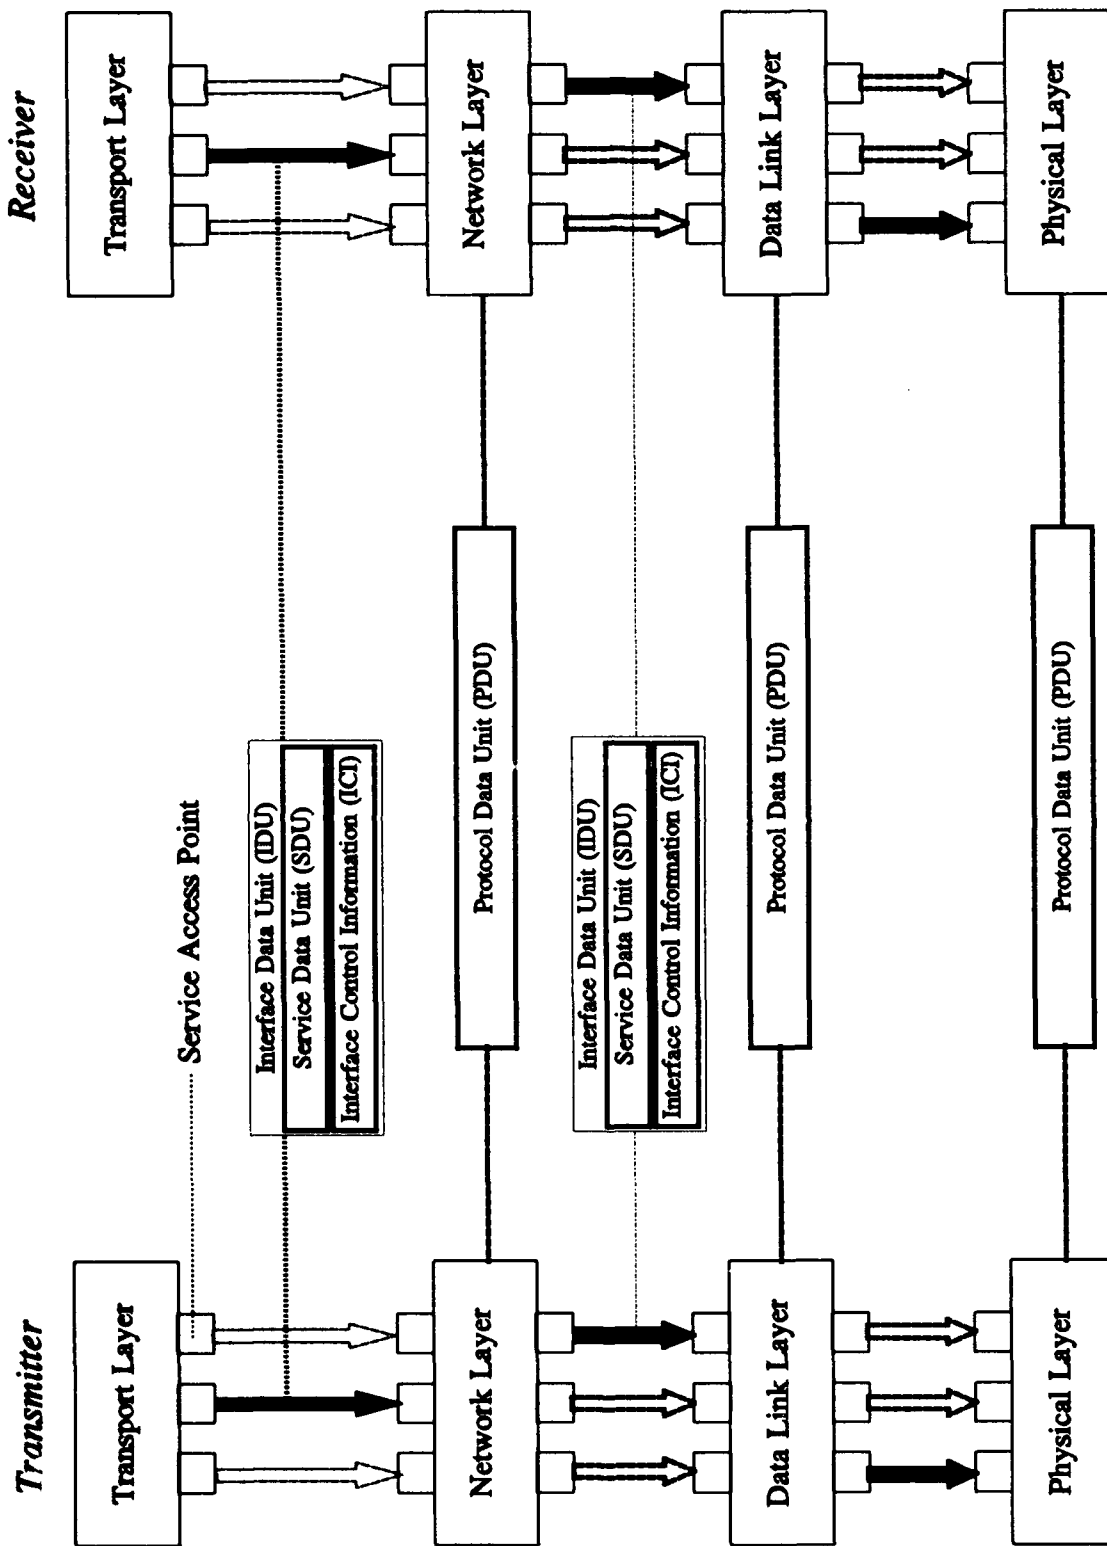 Transmitter
Receiver
Transport Layer
Transport Layer
Service Access Point
Interface Data Unit (IDU)
Service Data Unit (SDU)
Interface Control Information (ICI)
Network Layer
Protocol Data Unit (PDU)
Network Layer
Interface Data Unit (IDU)
Service Data Unit (SDU)
Interface Control Information (ICI)
Data Link Layer
Protocol Data Unit (PDU)
Data Link Layer
Physical Layer
Protocol Data Unit (PDU)
Physical Layer